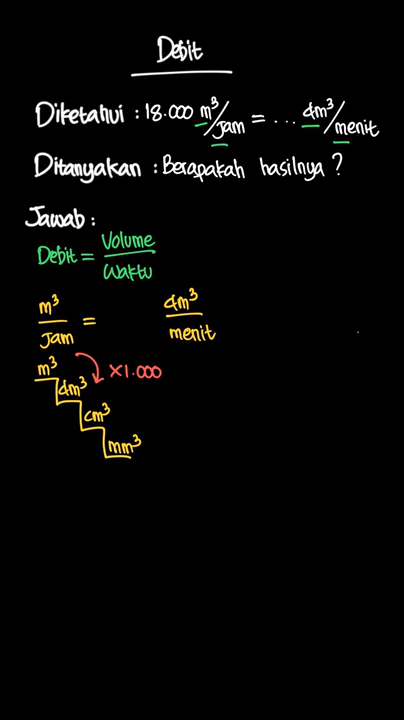 Debit
Diketahui : 18.000 m³/jam = ... dm³/menit
Ditanyakan : Berapakah hasilnya ?
Jawab :
Debit = Volume/Waktu
m³/jam = dm³/menit
m³
dm³ ×1.000
cm³
mm³